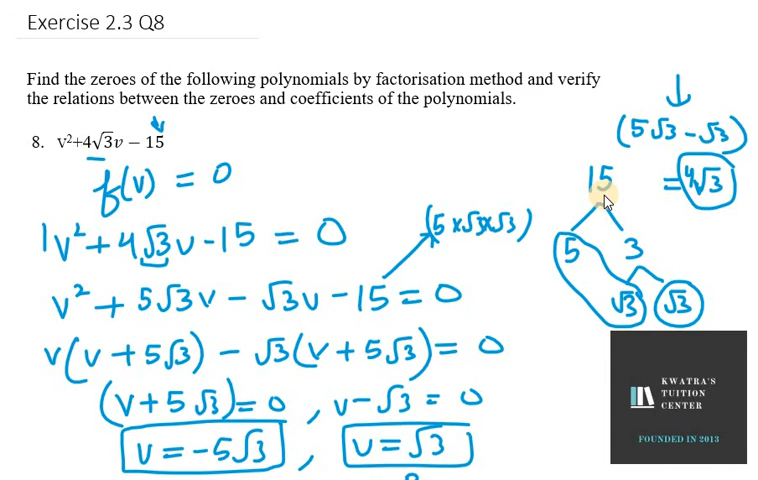 Exercise 2.3 Q8
Find the zeroes of the following polynomials by factorisation method and verify
the relations between the zeroes and coefficients of the polynomials.
8. v²+4√3v – 15
f(v) = 0
1v² + 4√3v - 15 = 0
v² + 5√3v - √3v - 15 = 0
(5 x√3x√3)
v(v + 5√3) - √3(v + 5√3) = 0
(v + 5√3) = 0 , v - √3 = 0
v = -5√3 , v = √3
↓
(5√3 - √3)
= 4√3
15
5 3
√3 √3
KWATRA'S
TUITION
CENTER
FOUNDED IN 2013